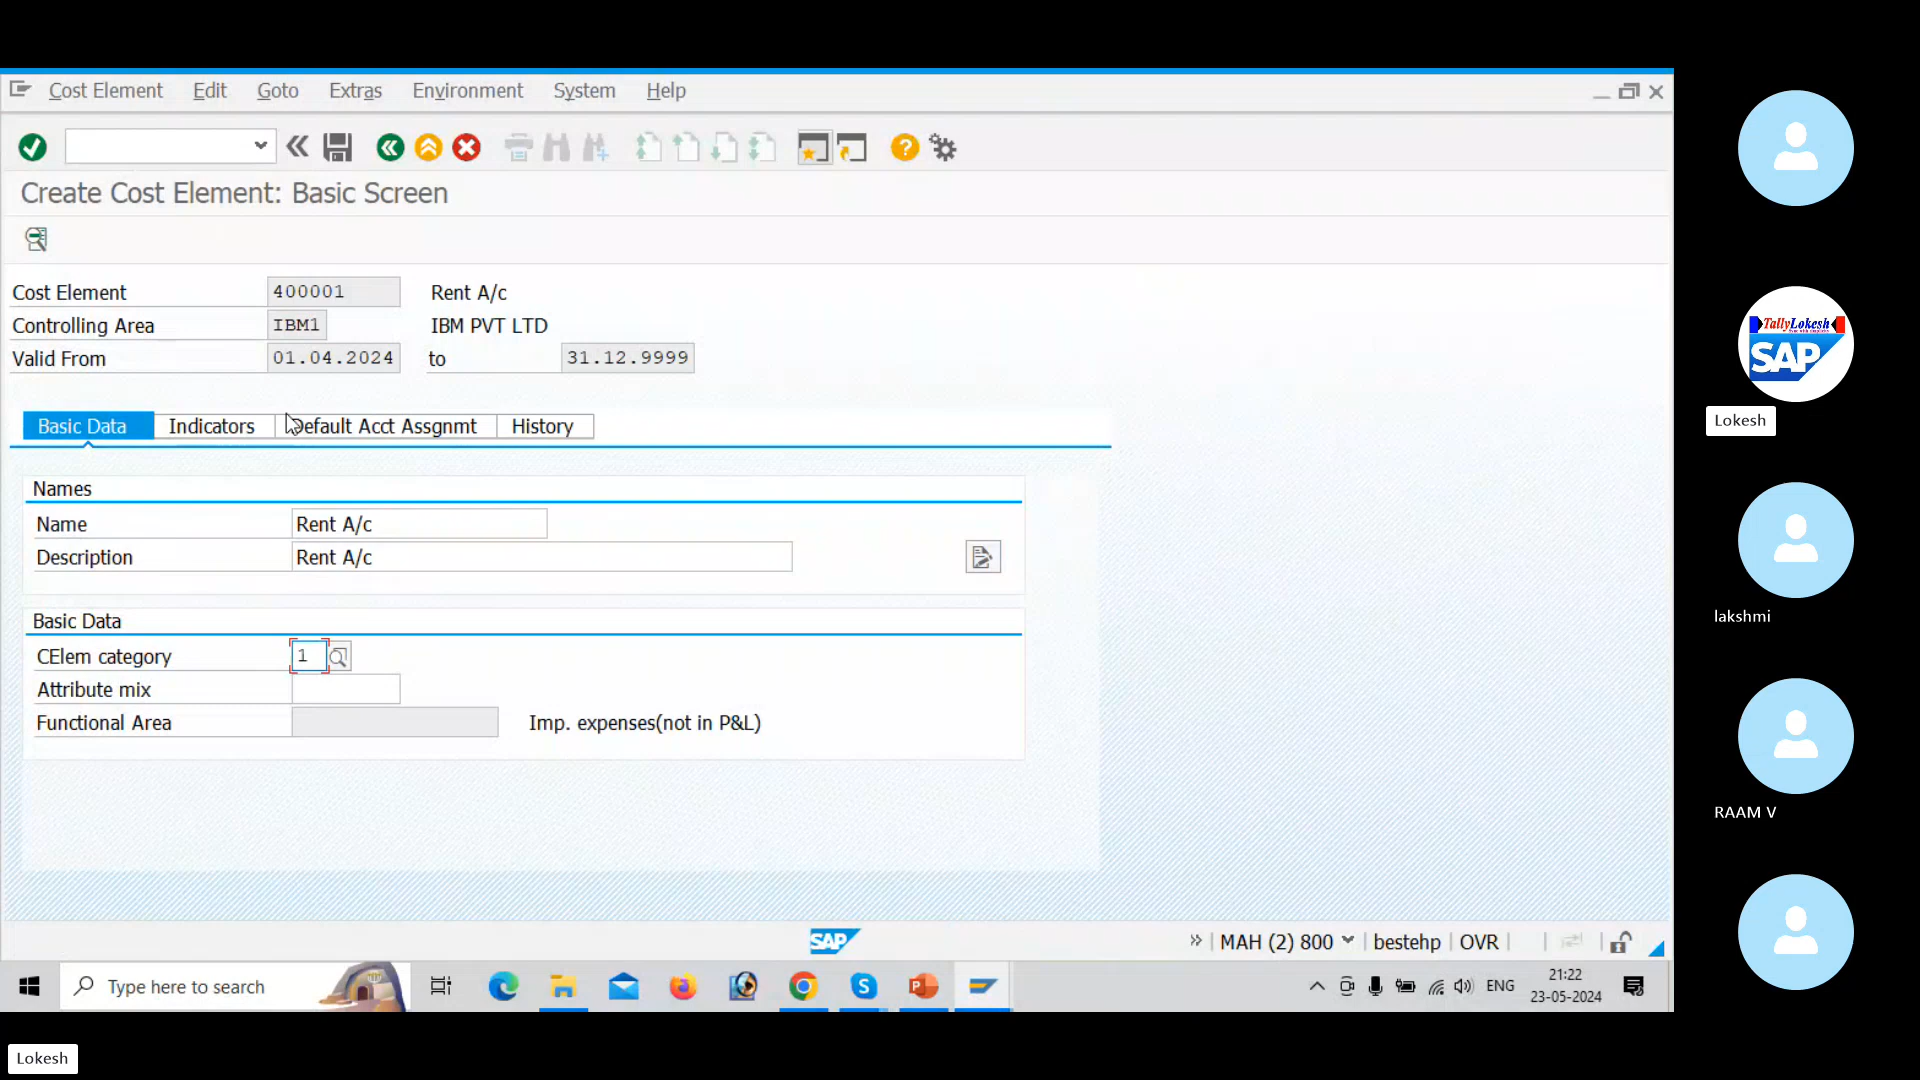 Cost Element Edit Goto Extras Environment System Help
Create Cost Element: Basic Screen
Cost Element 400001 Rent A/c
Controlling Area IBM1 IBM PVT LTD
Valid From 01.04.2024 to 31.12.9999
Basic Data Indicators Default Acct Assgnmt History
Names
Name Rent A/c
Description Rent A/c
Basic Data
CElem category 1
Attribute mix
Functional Area Imp. expenses(not in P&L)
SAP MAH (2) 800 bestehp OVR
Type here to search ENG 21:22
23-05-2024
TallyLokesh
SAP
Lokesh
lakshmi
RAAM V
Lokesh